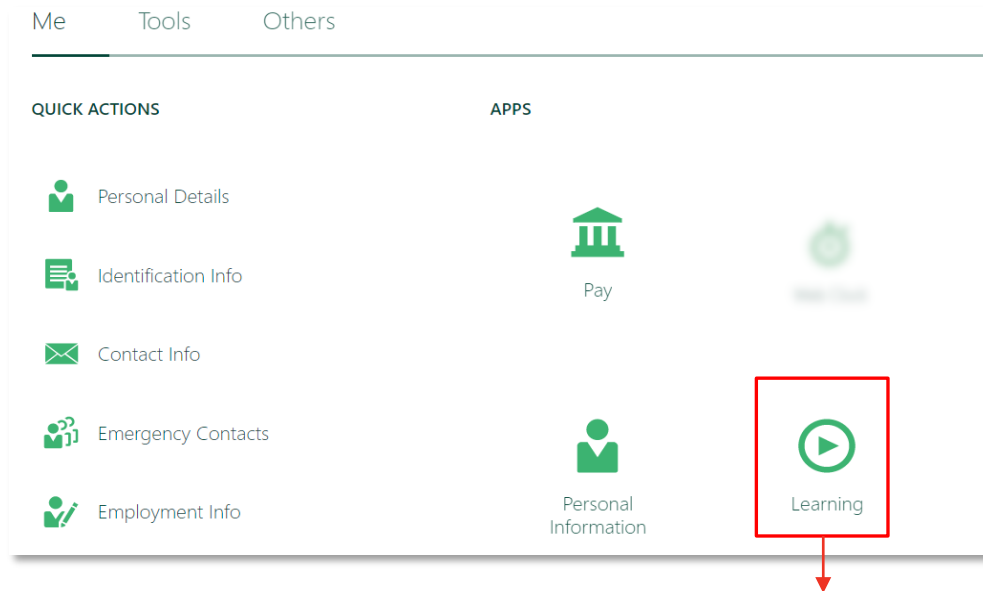 Me Tools Others
QUICK ACTIONS APPS
Personal Details
Identification Info
Contact Info
Emergency Contacts
Employment Info
Pay
Personal
Information
Learning